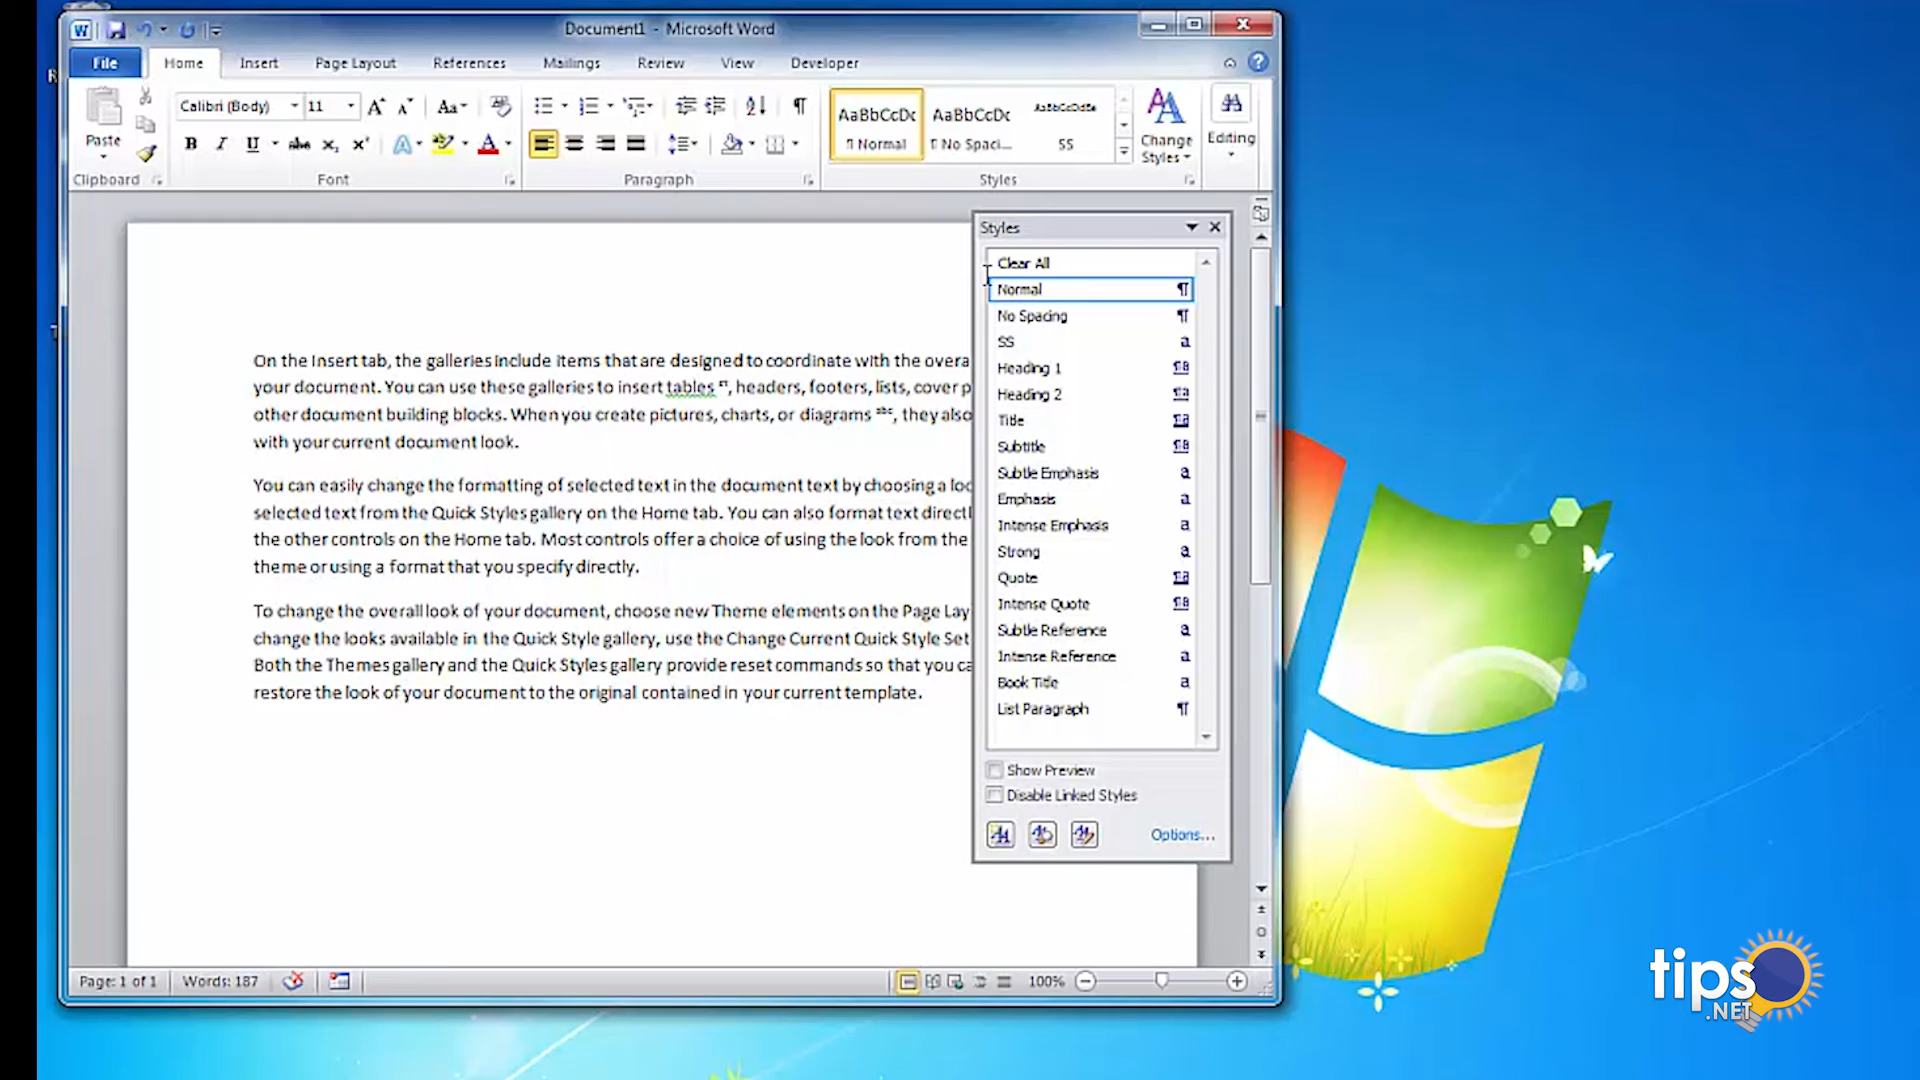 Document1 - Microsoft Word
File Home Insert Page Layout References Mailings Review View Developer
Calibri (Body) 11
AaBbCcDc AaBbCcDc AaBbCcDdEe
Paste
¶ Normal ¶ No Spaci... SS
Change Styles
Editing
Clipboard Font Paragraph Styles
On the Insert tab, the galleries include items that are designed to coordinate with the overa
your document. You can use these galleries to insert tables, headers, footers, lists, cover p
other document building blocks. When you create pictures, charts, or diagrams abc, they also
with your current document look.
You can easily change the formatting of selected text in the document text by choosing a loo
selected text from the Quick Styles gallery on the Home tab. You can also format text directl
the other controls on the Home tab. Most controls offer a choice of using the look from the
theme or using a format that you specify directly.
To change the overall look of your document, choose new Theme elements on the Page Lay
change the looks available in the Quick Style gallery, use the Change Current Quick Style Set
Both the Themes gallery and the Quick Styles gallery provide reset commands so that you ca
restore the look of your document to the original contained in your current template.
Styles
Clear All
Normal ¶
No Spacing ¶
SS a
Heading 1 ¶a
Heading 2 ¶a
Title ¶a
Subtitle ¶a
Subtle Emphasis a
Emphasis a
Intense Emphasis a
Strong a
Quote ¶a
Intense Quote ¶a
Subtle Reference a
Intense Reference a
Book Title a
List Paragraph ¶
Show Preview
Disable Linked Styles
Options...
Page: 1 of 1 Words: 187 100%
tips
.NET